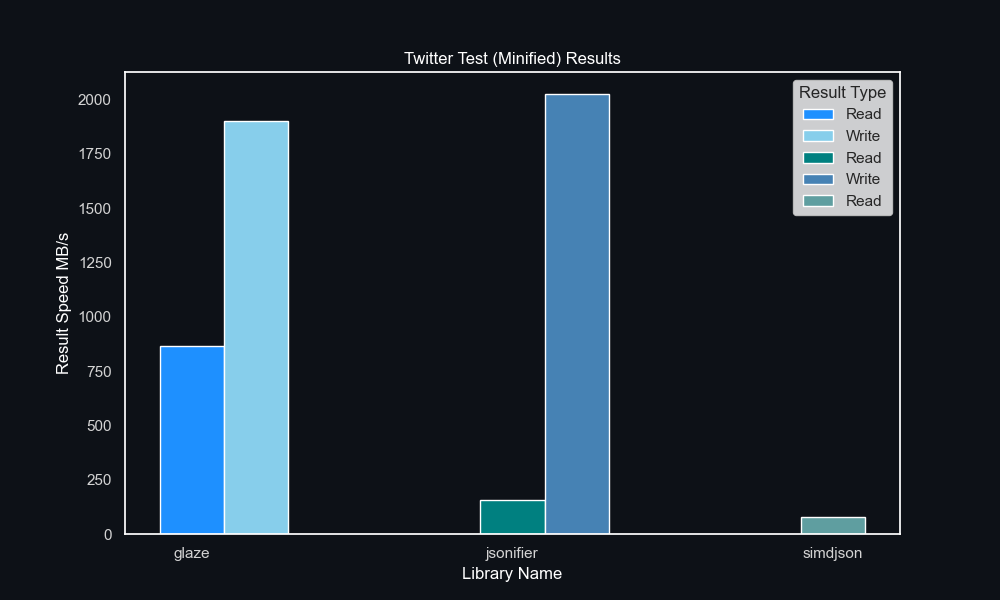 Twitter Test (Minified) Results
Result Speed MB/s
2000
1750
1500
1250
1000
750
500
250
0
glaze
jsonifier
simdjson
Library Name
Result Type
Read
Write
Read
Write
Read